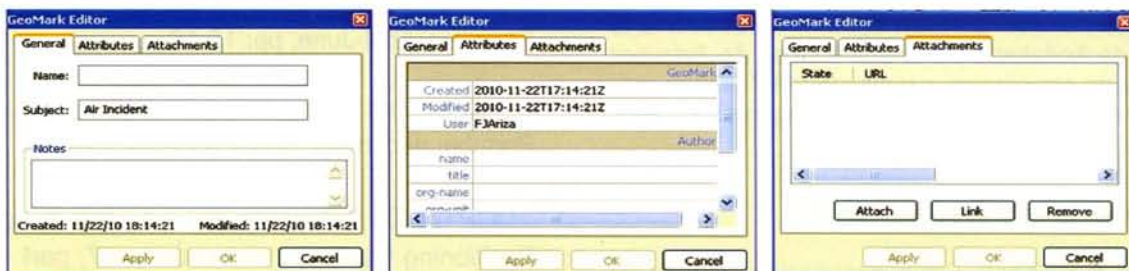 GeoMark Editor
General Attributes Attachments
Name:
Subject: Air Incident
Notes
Created: 11/22/10 18:14:21 Modified: 11/22/10 18:14:21
Apply OK Cancel
GeoMark Editor
General Attributes Attachments
GeoMark
Created 2010-11-22T17:14:21Z
Modified 2010-11-22T17:14:21Z
User FJAriza
Author
name
title
org-name
org-unit
Apply OK Cancel
GeoMark Editor
General Attributes Attachments
State URL
Attach Link Remove
Apply OK Cancel